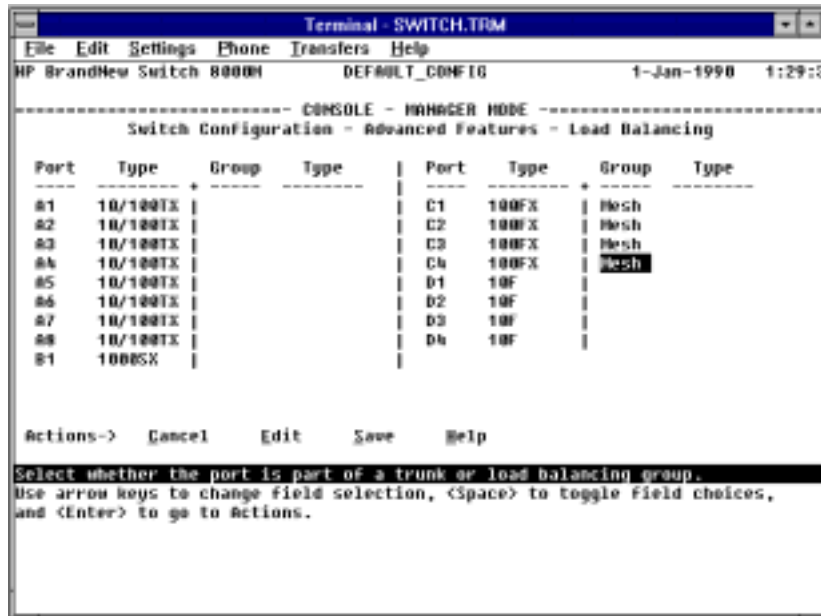 Terminal - SWITCH.TRM
File Edit Settings Phone Transfers Help
HP BrandNew Switch 8000M DEFAULT_CONFIG 1-Jan-1990 1:29:3
---------------------------- CONSOLE - MANAGER MODE ----------------------------
Switch Configuration - Advanced Features - Load Balancing
Port Type Group Type | Port Type Group Type
---- --------- + ----- -------- | ---- --------- + ----- --------
A1 10/100TX | | C1 100FX | Mesh
A2 10/100TX | | C2 100FX | Mesh
A3 10/100TX | | C3 100FX | Mesh
A4 10/100TX | | C4 100FX | Mesh
A5 10/100TX | | D1 10F |
A6 10/100TX | | D2 10F |
A7 10/100TX | | D3 10F |
A8 10/100TX | | D4 10F |
B1 1000SX | |
Actions-> Cancel Edit Save Help
Select whether the port is part of a trunk or load balancing group.
Use arrow keys to change field selection, <Space> to toggle field choices,
and <Enter> to go to Actions.